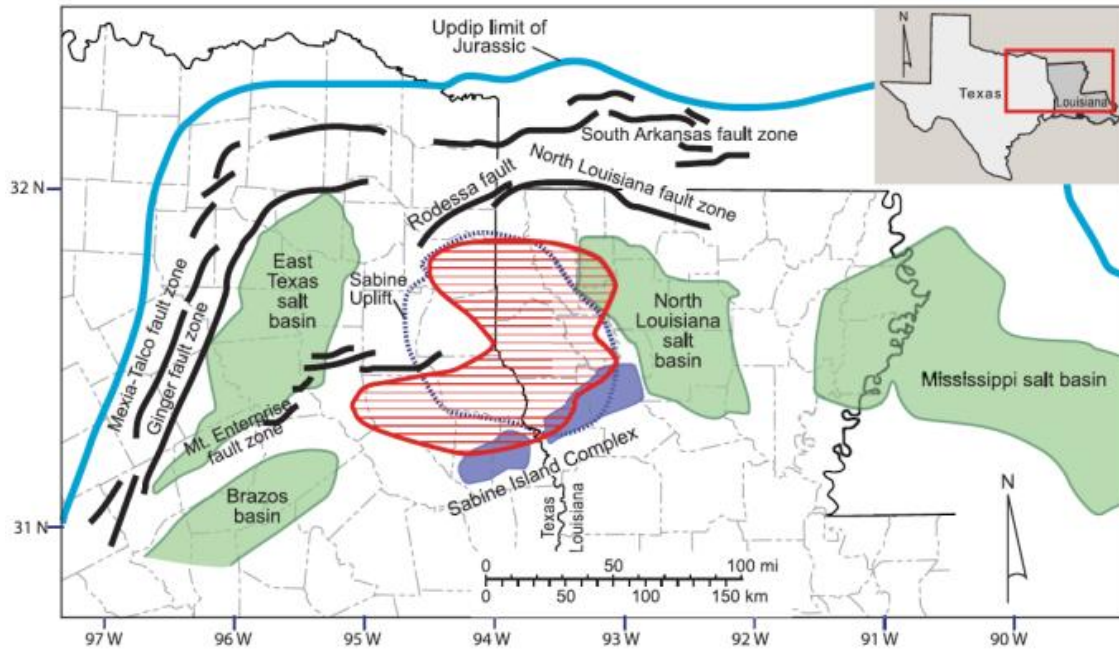 Updip limit of
Jurassic
N
Texas
Louisiana
South Arkansas fault zone
North Louisiana fault zone
Rodessa fault
32 N
East
Texas
salt
basin
Sabine
Uplift
North
Louisiana
salt
basin
Mexia-Talco fault zone
Ginger fault zone
Mississippi salt basin
Mt. Enterprise
fault zone
Sabine Island Complex
Brazos
basin
N
31 N
Texas
Louisiana
0 50 100 mi
0 50 100 150 km
97 W 96 W 95 W 94 W 93 W 92 W 91 W 90 W